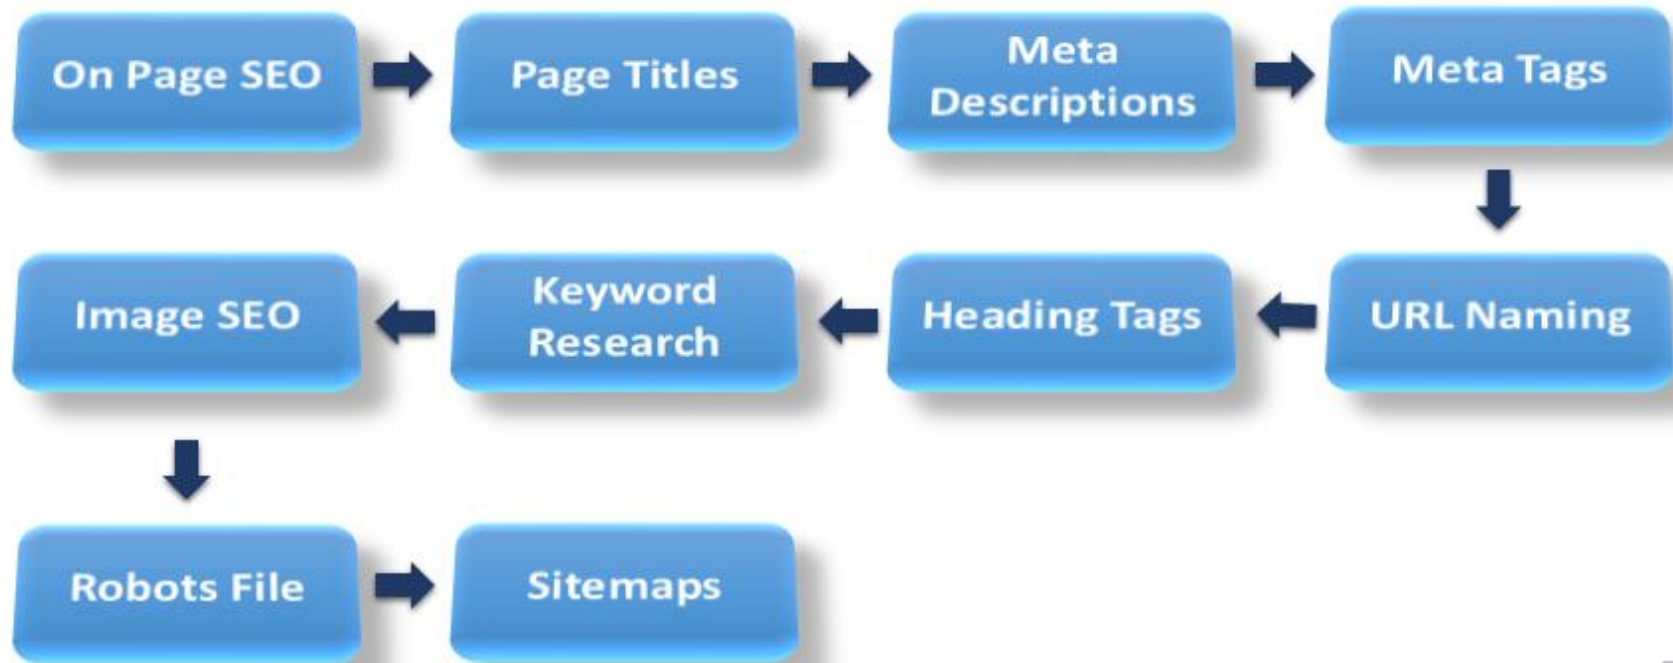 On Page SEO
Page Titles
Meta
Descriptions
Meta Tags
URL Naming
Heading Tags
Keyword
Research
Image SEO
Robots File
Sitemaps